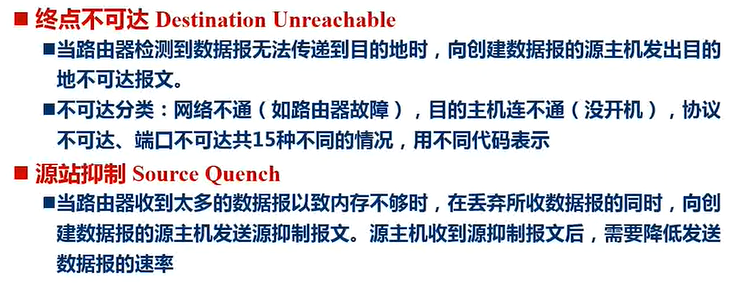 终点不可达 Destination Unreachable
当路由器检测到数据报无法传递到目的地时，向创建数据报的源主机发出目的
地不可达报文。
不可达分类：网络不通（如路由器故障），目的主机连不通（没开机），协议
不可达、端口不可达共15种不同的情况，用不同代码表示
源站抑制 Source Quench
当路由器收到太多的数据报以致内存不够时，在丢弃所收数据报的同时，向创
建数据报的源主机发送源抑制报文。源主机收到源抑制报文后，需要降低发送
数据报的速率